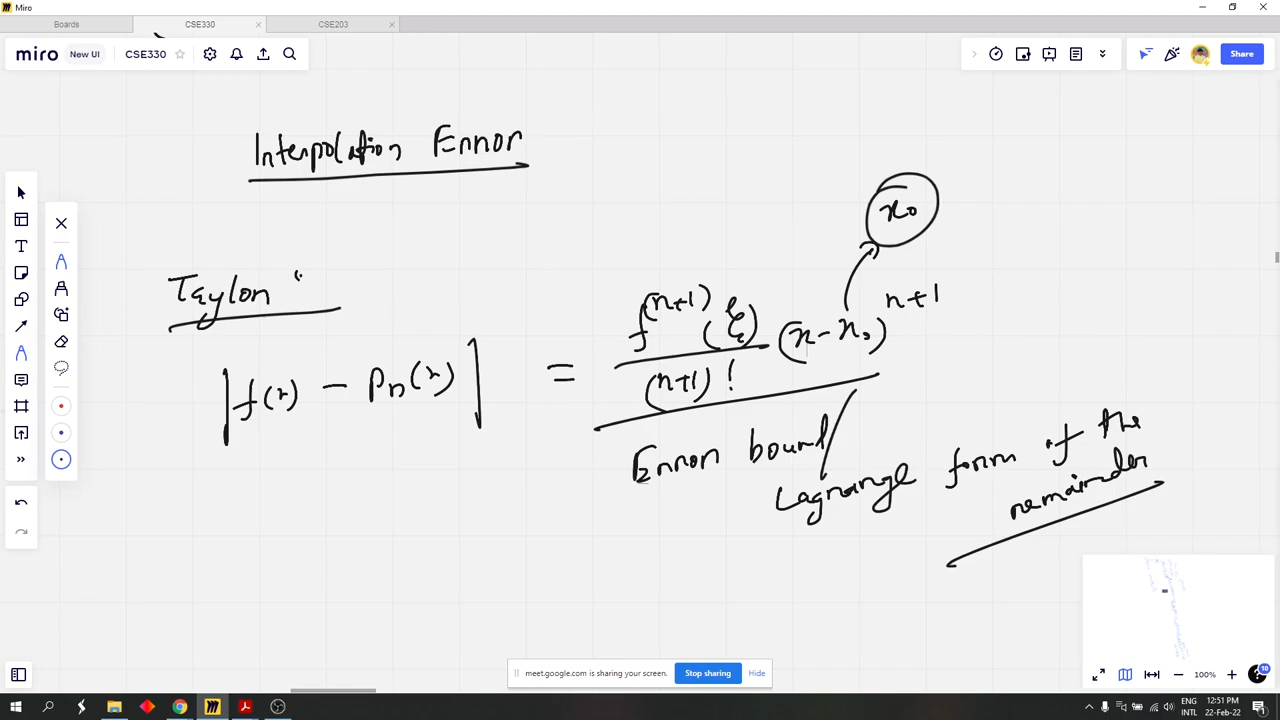 Miro
Boards
CSE330
CSE203
miro
New UI
CSE330
Share
Interpolation Error
x₀
Taylor
|f(x) - Pₙ(x)| = f⁽ⁿ⁺¹⁾(ξ) / (n+1)! (x - x₀)ⁿ⁺¹
Error bound / Lagrange form of the
remainder
meet.google.com is sharing your screen.
Stop sharing
Hide
10
100%
ENG
INTL
12:51 PM
22-Feb-22
1